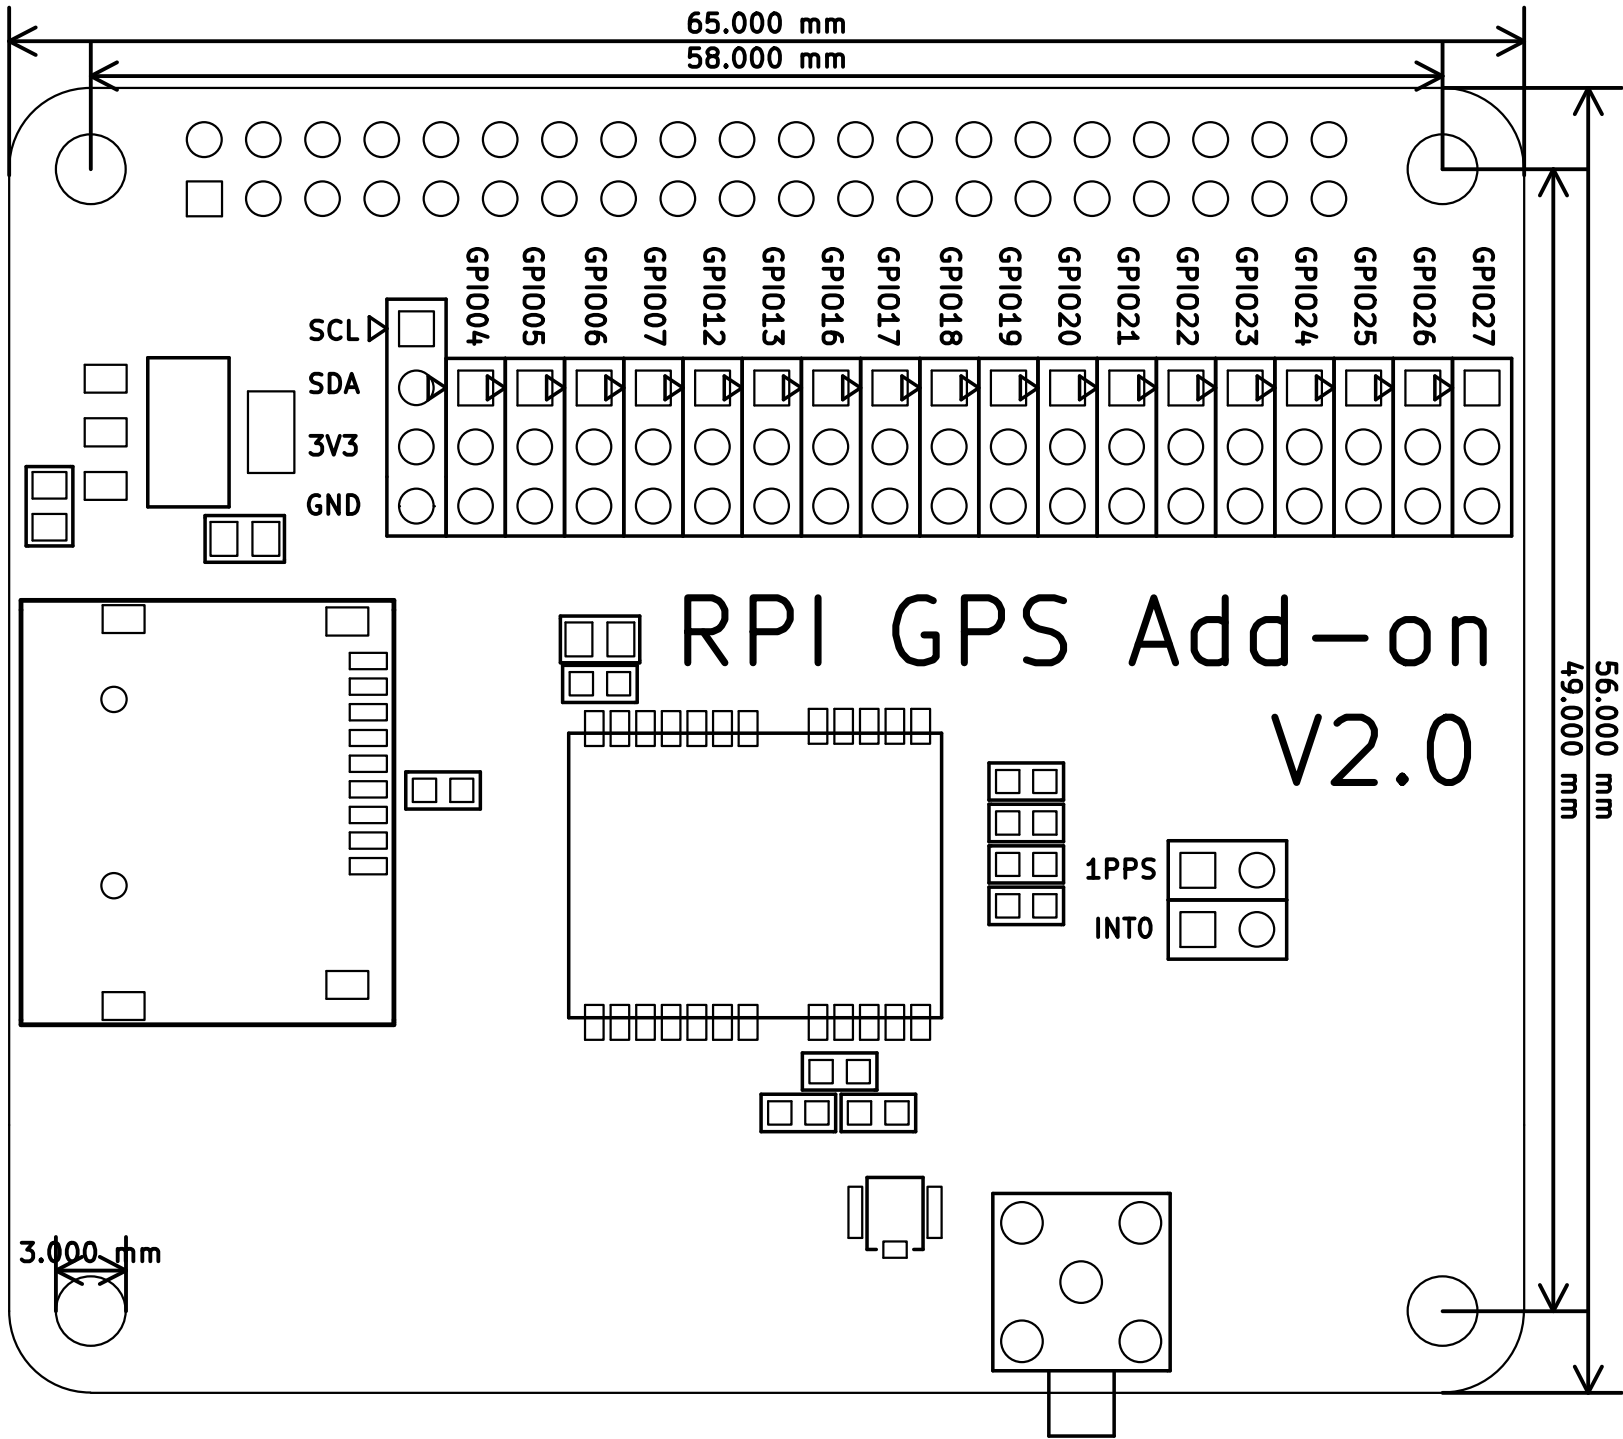 65.000 mm
58.000 mm
GPIO04
GPIO05
GPIO06
GPIO07
GPIO12
GPIO13
GPIO16
GPIO17
GPIO18
GPIO19
GPIO20
GPIO21
GPIO22
GPIO23
GPIO24
GPIO25
GPIO26
GPIO27
SCL
SDA
3V3
GND
RPI GPS Add-on
V2.0
56.000 mm
49.000 mm
1PPS
INT0
3.000 mm